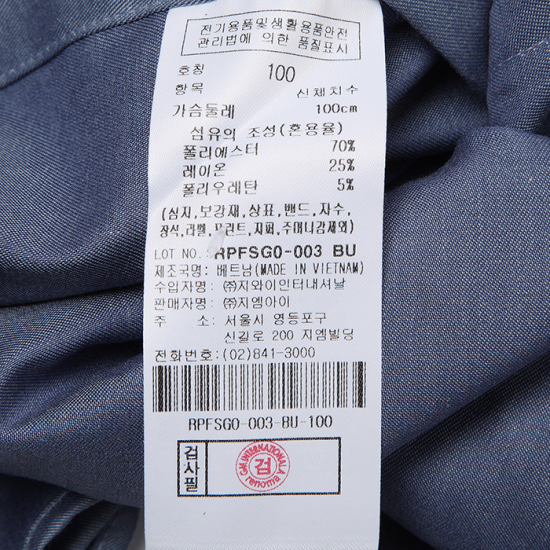 전기용품및생활용품안전
관리법에 의한 품질표시
호칭 100
항목 신체치수
가슴둘레 100cm
섬유의 조성(혼용율)
폴리에스터 70%
레이온 25%
폴리우레탄 5%
(심지,보강재,상표,밴드,자수,
장식,라벨,프린트,지퍼,주머니감제외)
LOT NO. RPFSG0-003 BU
제조국명: 베트남(MADE IN VIETNAM)
수입자명: ㈜지와이인터내셔날
판매자명: ㈜지엠아이
주 소: 서울시 영등포구
신길로 200 지엠빌딩
전화번호:(02)841-3000
RPFSG0-003-BU-100
검사필
GM INTERNATIONAL
검
renoma